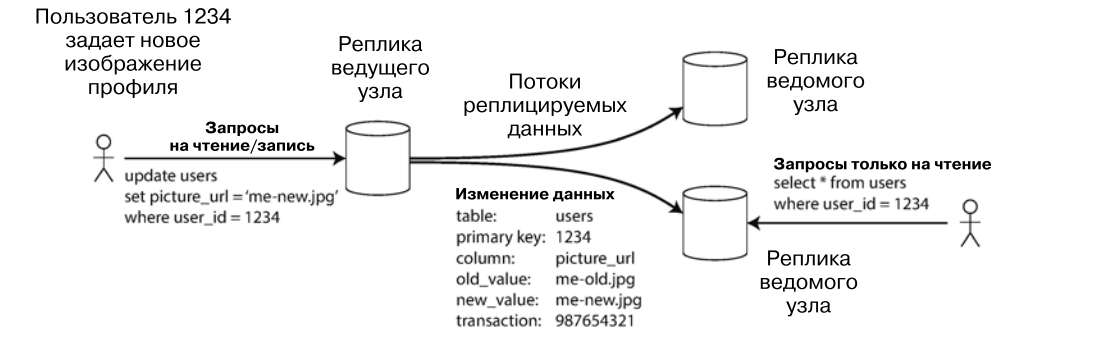 Пользователь 1234
задает новое
изображение
профиля
Реплика
ведущего
узла
Запросы
на чтение/запись
update users
set picture_url = ‘me-new.jpg’
where user_id = 1234
Потоки
реплицируемых
данных
Изменение данных
table: users
primary key: 1234
column: picture_url
old_value: me-old.jpg
new_value: me-new.jpg
transaction: 987654321
Реплика
ведомого
узла
Запросы только на чтение
select * from users
where user_id = 1234
Реплика
ведомого
узла